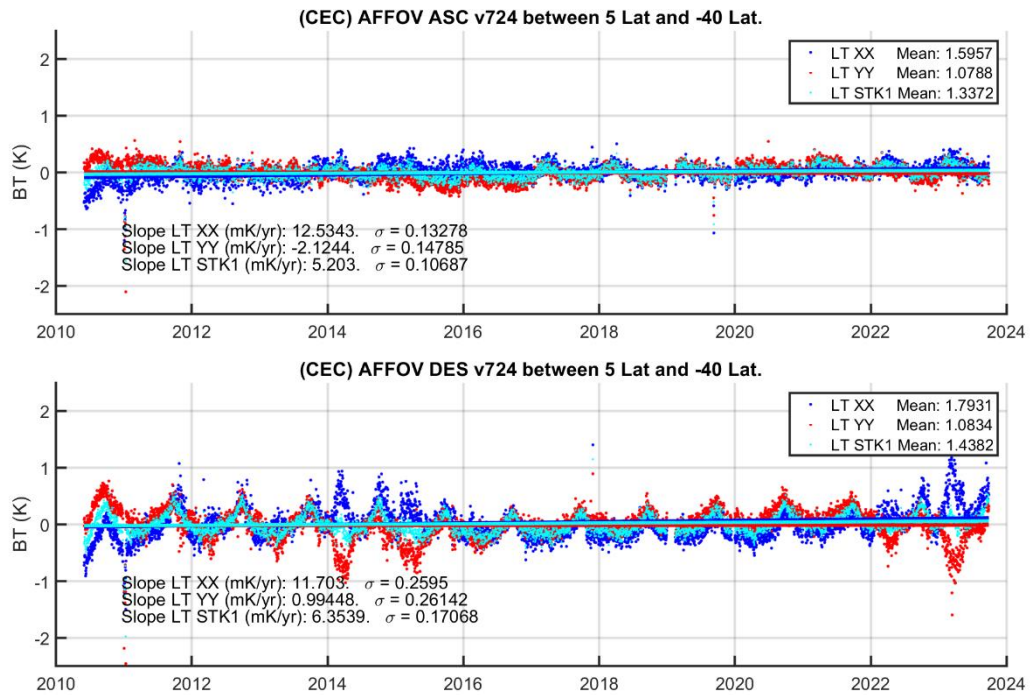 (CEC) AFFOV ASC v724 between 5 Lat and -40 Lat.
2
1
0
-1
-2
BT (K)
LT XX Mean: 1.5957
LT YY Mean: 1.0788
LT STK1 Mean: 1.3372
Slope LT XX (mK/yr): 12.5343. σ = 0.13278
Slope LT YY (mK/yr): -2.1244. σ = 0.14785
Slope LT STK1 (mK/yr): 5.203. σ = 0.10687
2010 2012 2014 2016 2018 2020 2022 2024
(CEC) AFFOV DES v724 between 5 Lat and -40 Lat.
2
1
0
-1
-2
BT (K)
LT XX Mean: 1.7931
LT YY Mean: 1.0834
LT STK1 Mean: 1.4382
Slope LT XX (mK/yr): 11.703. σ = 0.2595
Slope LT YY (mK/yr): 0.99448. σ = 0.26142
Slope LT STK1 (mK/yr): 6.3539. σ = 0.17068
2010 2012 2014 2016 2018 2020 2022 2024